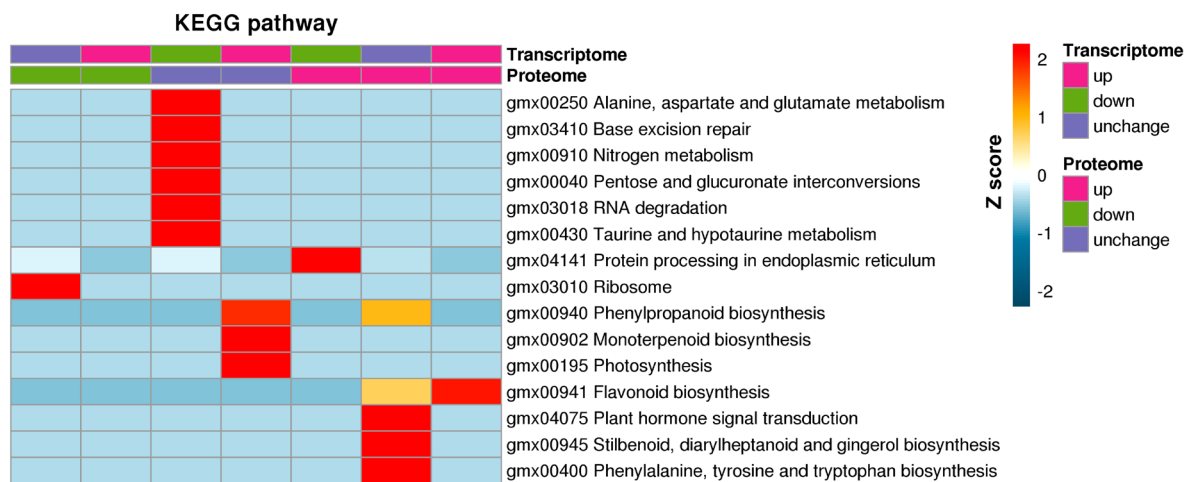 KEGG pathway
Transcriptome
Proteome
gmx00250 Alanine, aspartate and glutamate metabolism
gmx03410 Base excision repair
gmx00910 Nitrogen metabolism
gmx00040 Pentose and glucuronate interconversions
gmx03018 RNA degradation
gmx00430 Taurine and hypotaurine metabolism
gmx04141 Protein processing in endoplasmic reticulum
gmx03010 Ribosome
gmx00940 Phenylpropanoid biosynthesis
gmx00902 Monoterpenoid biosynthesis
gmx00195 Photosynthesis
gmx00941 Flavonoid biosynthesis
gmx04075 Plant hormone signal transduction
gmx00945 Stilbenoid, diarylheptanoid and gingerol biosynthesis
gmx00400 Phenylalanine, tyrosine and tryptophan biosynthesis
Z score
2
1
0
-1
-2
Transcriptome
up
down
unchange
Proteome
up
down
unchange